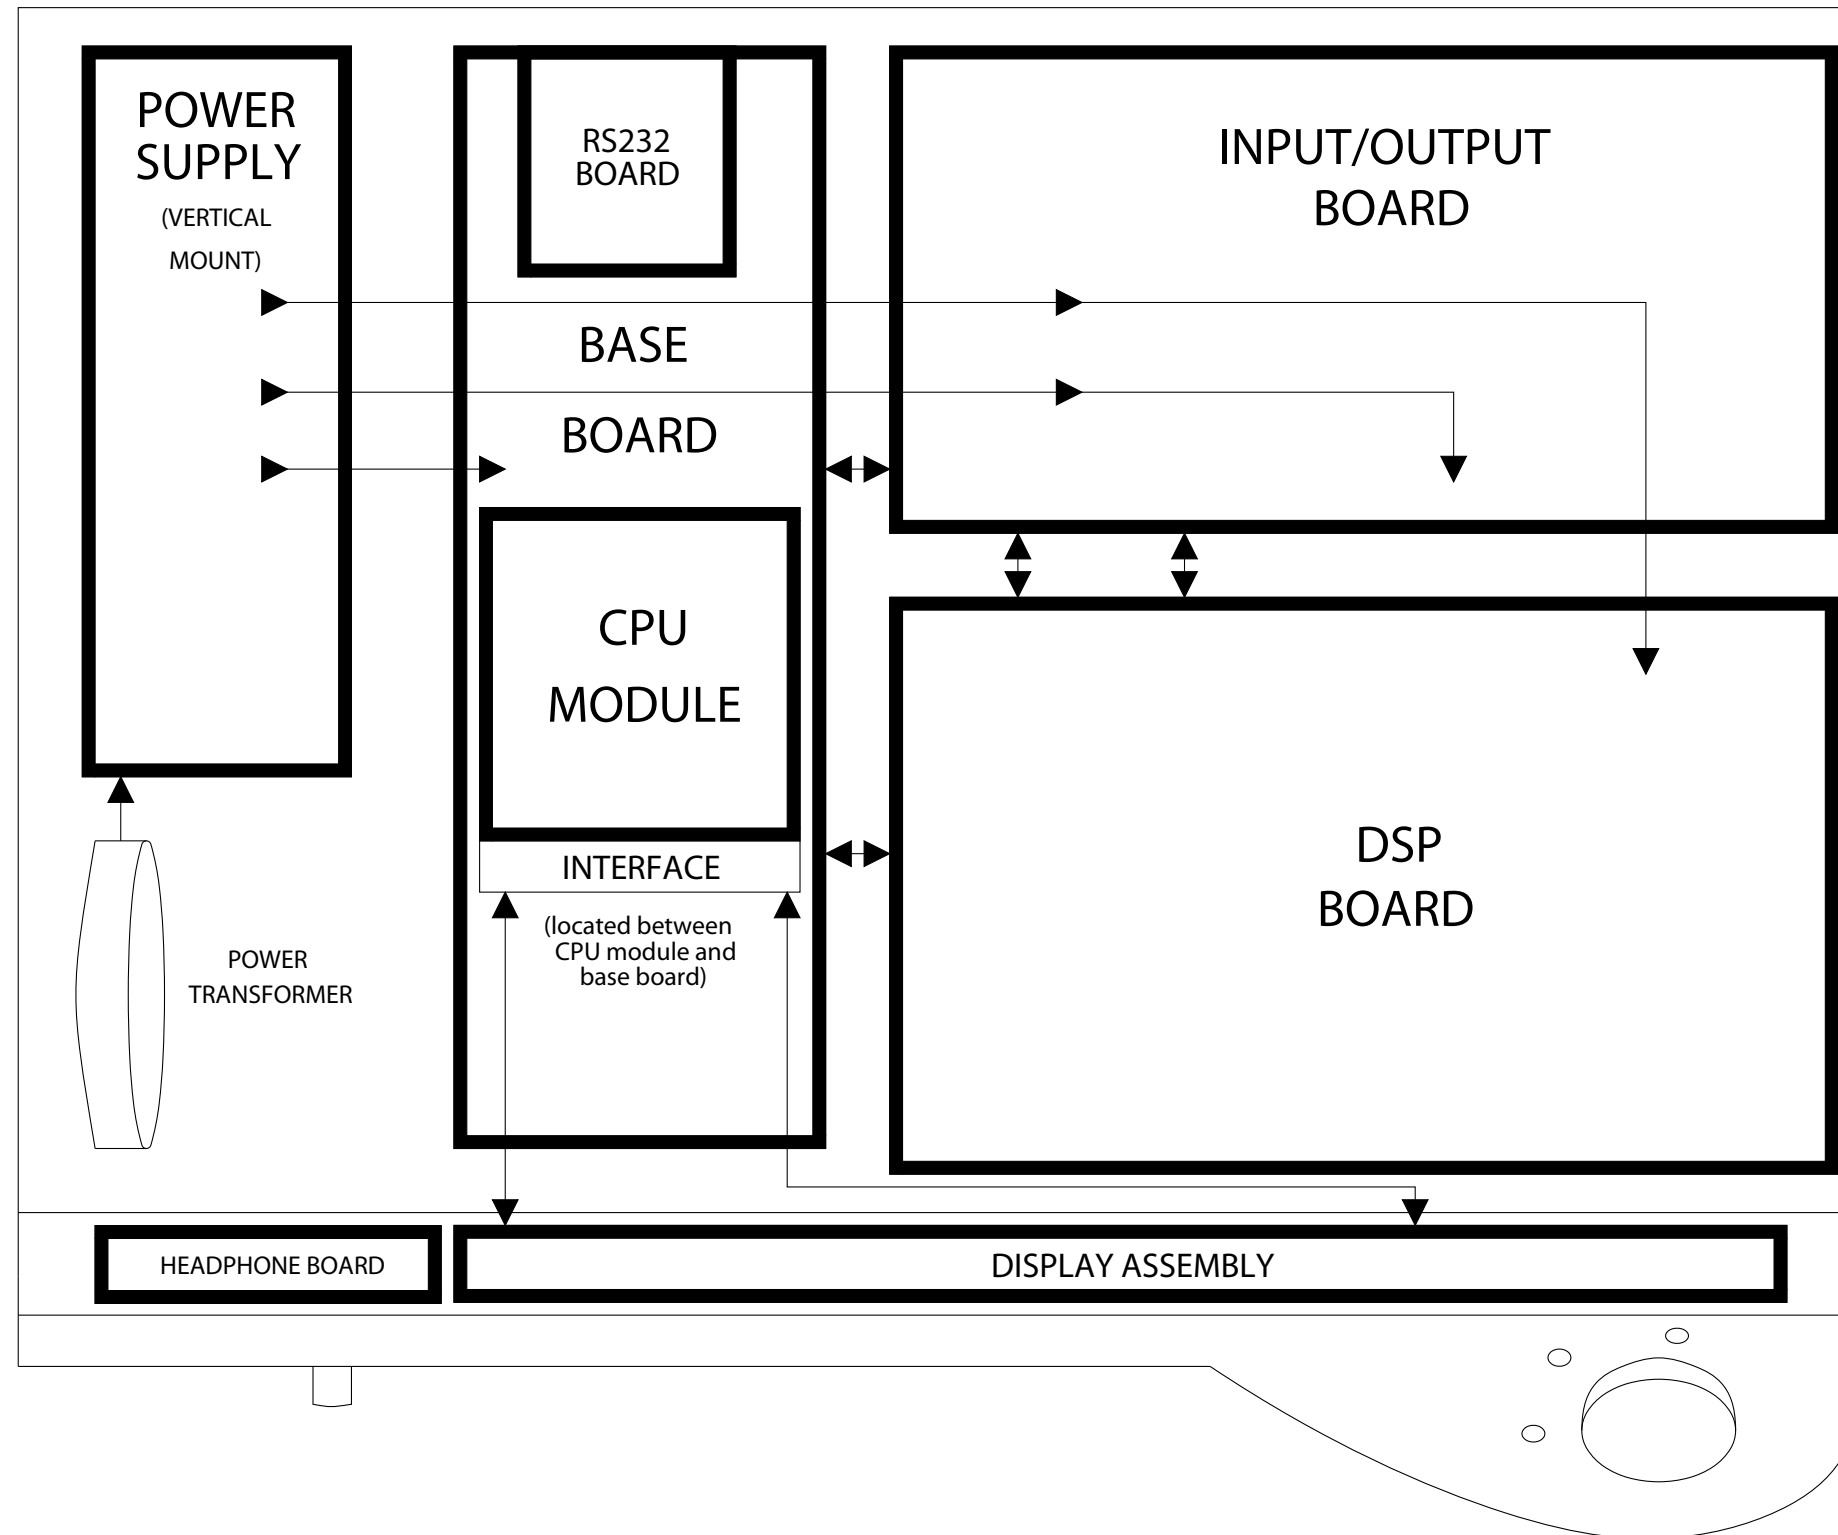 POWER
SUPPLY
(VERTICAL
MOUNT)
RS232
BOARD
INPUT/OUTPUT
BOARD
BASE
BOARD
CPU
MODULE
INTERFACE
(located between
CPU module and
base board)
DSP
BOARD
POWER
TRANSFORMER
HEADPHONE BOARD
DISPLAY ASSEMBLY